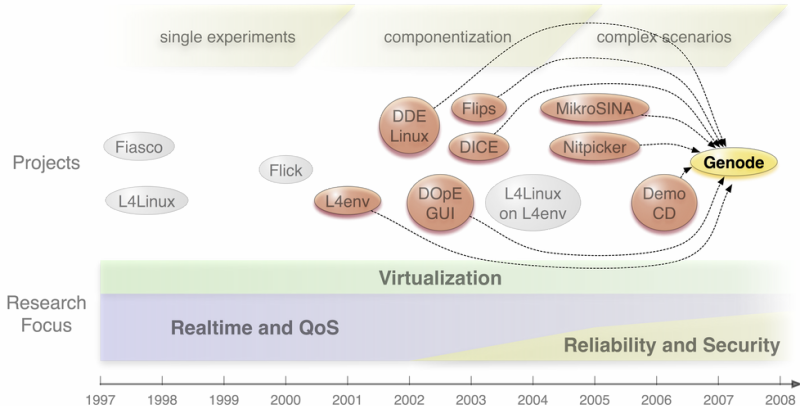 single experiments
componentization
complex scenarios
Projects
Fiasco
L4Linux
Flick
L4env
DDE
Linux
DOpE
GUI
Flips
DICE
L4Linux
on L4env
MikroSINA
Nitpicker
Demo
CD
Genode
Research
Focus
Virtualization
Realtime and QoS
Reliability and Security
1997 1998 1999 2000 2001 2002 2003 2004 2005 2006 2007 2008